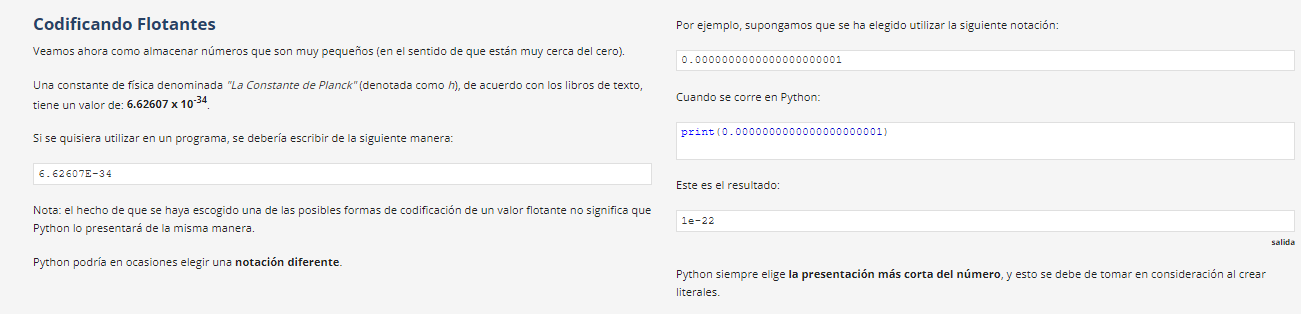 Codificando Flotantes
Veamos ahora como almacenar números que son muy pequeños (en el sentido de que están muy cerca del cero).
Una constante de física denominada "La Constante de Planck" (denotada como h), de acuerdo con los libros de texto,
tiene un valor de: 6.62607 x 10⁻³⁴.
Si se quisiera utilizar en un programa, se debería escribir de la siguiente manera:
6.62607E-34
Nota: el hecho de que se haya escogido una de las posibles formas de codificación de un valor flotante no significa que
Python lo presentará de la misma manera.
Python podría en ocasiones elegir una notación diferente.
Por ejemplo, supongamos que se ha elegido utilizar la siguiente notación:
0.0000000000000000000001
Cuando se corre en Python:
print(0.0000000000000000000001)
Este es el resultado:
1e-22
salida
Python siempre elige la presentación más corta del número, y esto se debe de tomar en consideración al crear
literales.